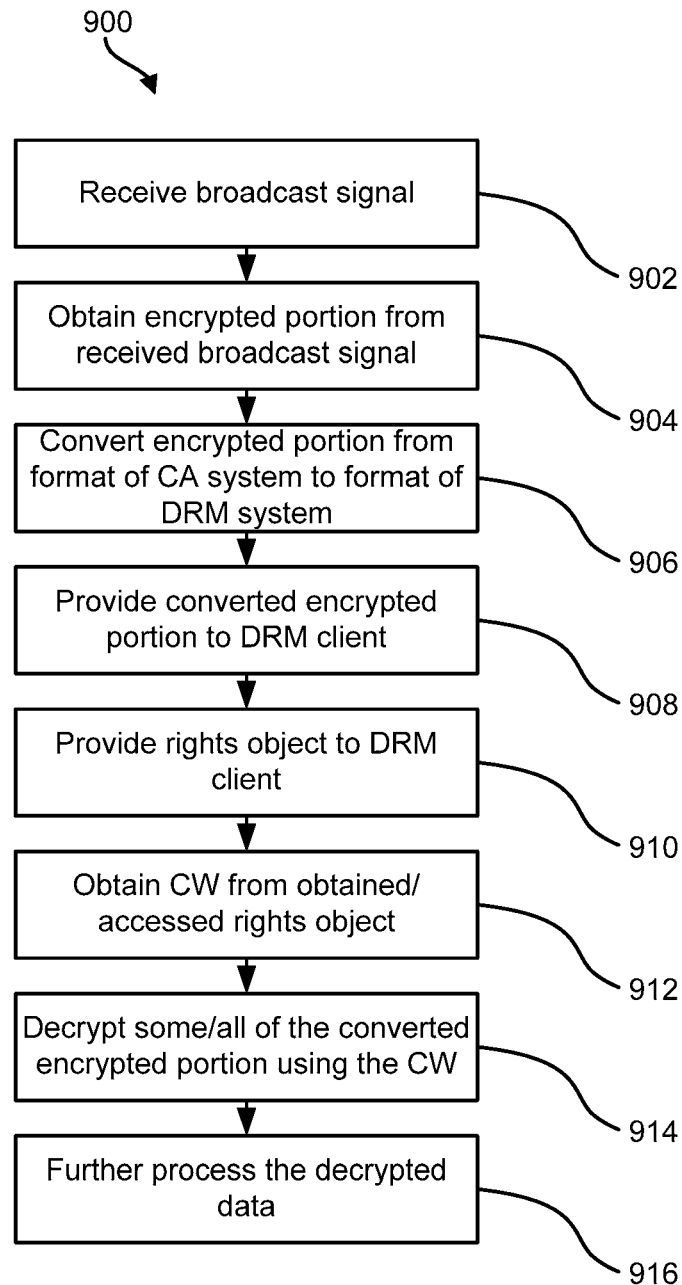 900
Receive broadcast signal
902
Obtain encrypted portion from
received broadcast signal
904
Convert encrypted portion from
format of CA system to format of
DRM system
906
Provide converted encrypted
portion to DRM client
908
Provide rights object to DRM
client
910
Obtain CW from obtained/
accessed rights object
912
Decrypt some/all of the converted
encrypted portion using the CW
914
Further process the decrypted
data
916